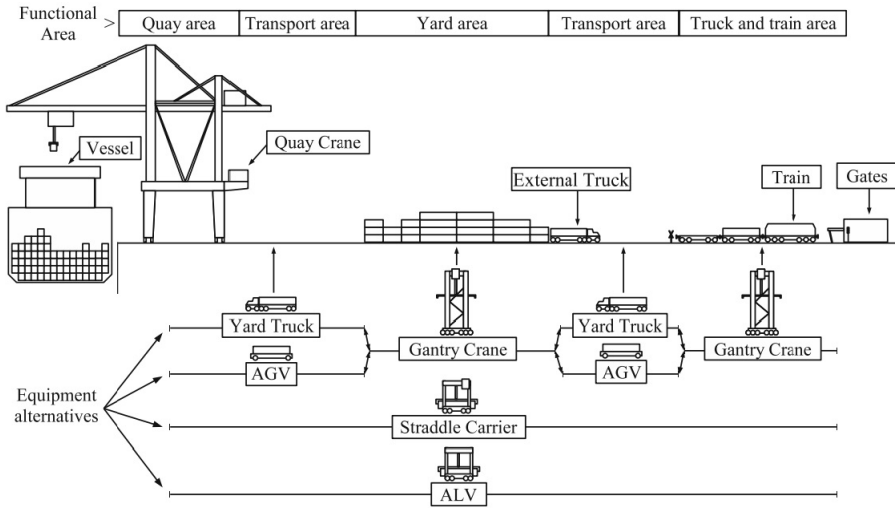 Functional Area >
Quay area
Transport area
Yard area
Transport area
Truck and train area
Vessel
Quay Crane
External Truck
Train
Gates
Yard Truck
Gantry Crane
Yard Truck
Gantry Crane
AGV
AGV
Equipment alternatives
Straddle Carrier
ALV